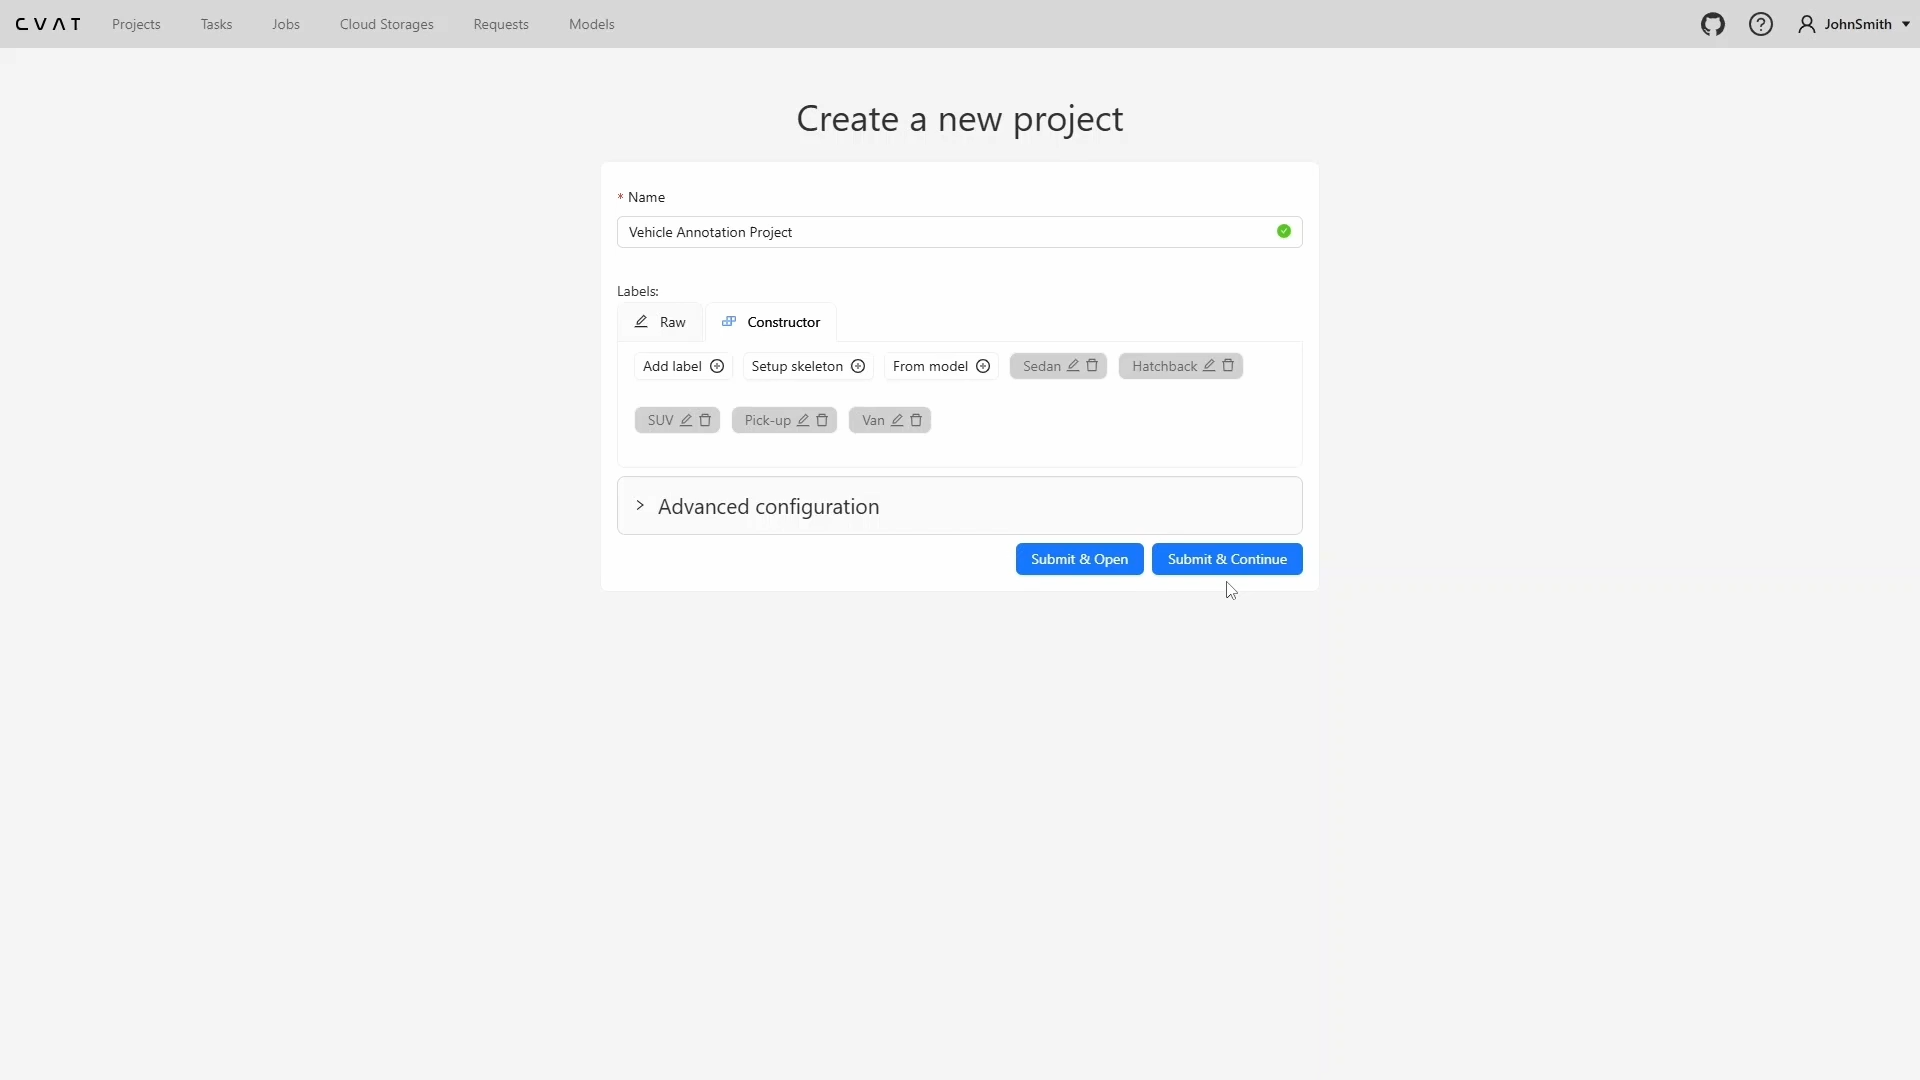 CVAT Projects Tasks Jobs Cloud Storages Requests Models JohnSmith
Create a new project
* Name
Vehicle Annotation Project
Labels:
Raw Constructor
Add label Setup skeleton From model Sedan Hatchback
SUV Pick-up Van
> Advanced configuration
Submit & Open Submit & Continue